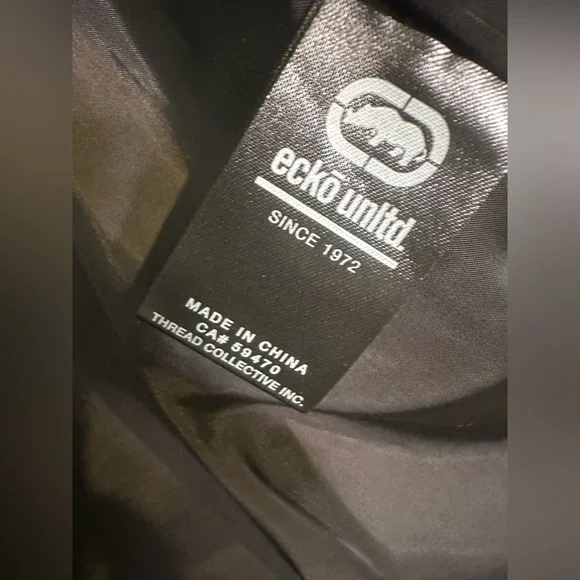 eckō unltd.
SINCE 1972
MADE IN CHINA
CA# 59470
THREAD COLLECTIVE INC.